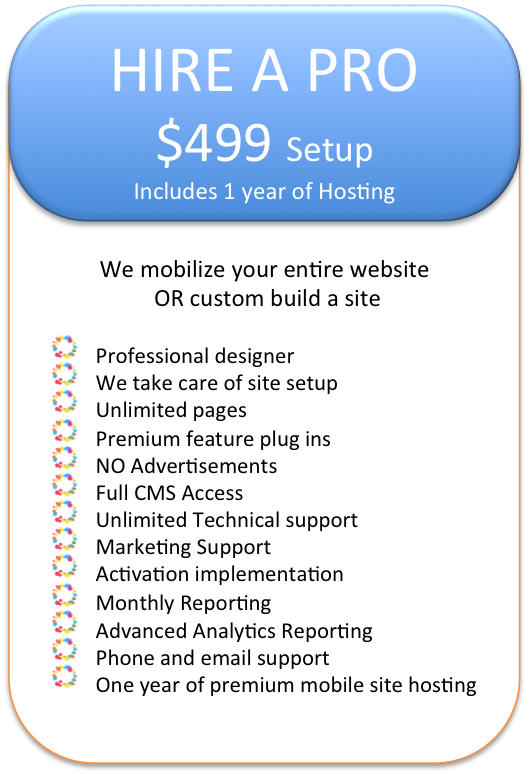 HIRE A PRO
$499 Setup
Includes 1 year of Hosting
We mobilize your entire website
OR custom build a site
Professional designer
We take care of site setup
Unlimited pages
Premium feature plug ins
NO Advertisements
Full CMS Access
Unlimited Technical support
Marketing Support
Activation implementation
Monthly Reporting
Advanced Analytics Reporting
Phone and email support
One year of premium mobile site hosting